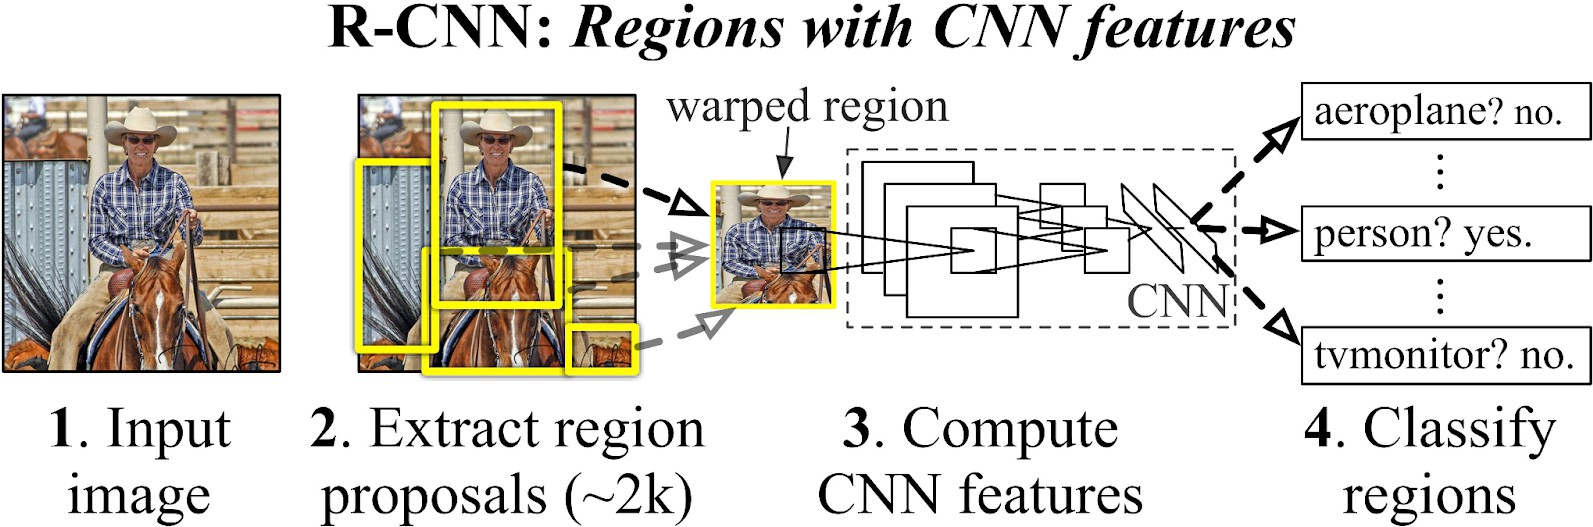 R-CNN: Regions with CNN features
warped region
aeroplane? no.
person? yes.
tvmonitor? no.
CNN
1. Input image
2. Extract region proposals (~2k)
3. Compute CNN features
4. Classify regions